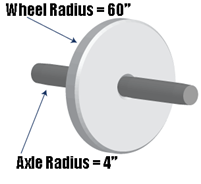 Wheel Radius = 60”
Axle Radius = 4”